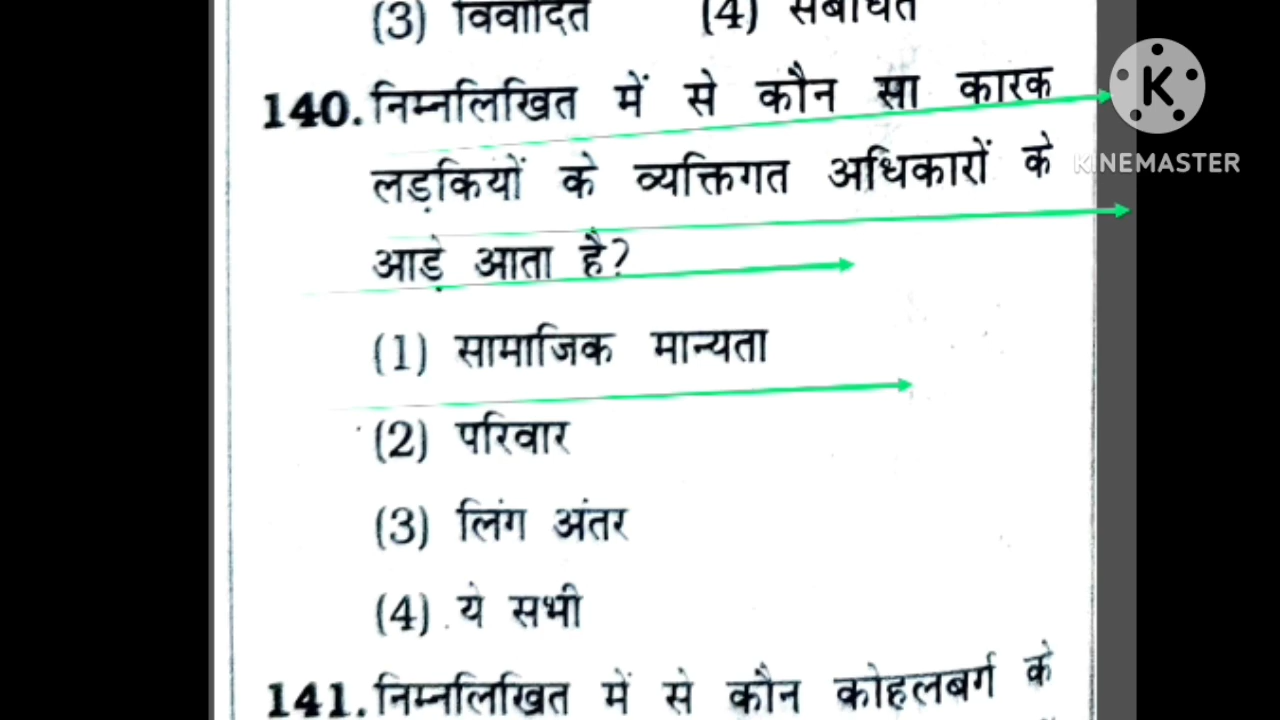 (3) विवादित (4) संबंधित
140. निम्नलिखित में से कौन सा कारक
लड़कियों के व्यक्तिगत अधिकारों के
आड़े आता है?
(1) सामाजिक मान्यता
(2) परिवार
(3) लिंग अंतर
(4) ये सभी
141. निम्नलिखित में से कौन कोहलबर्ग के
K
KINEMASTER